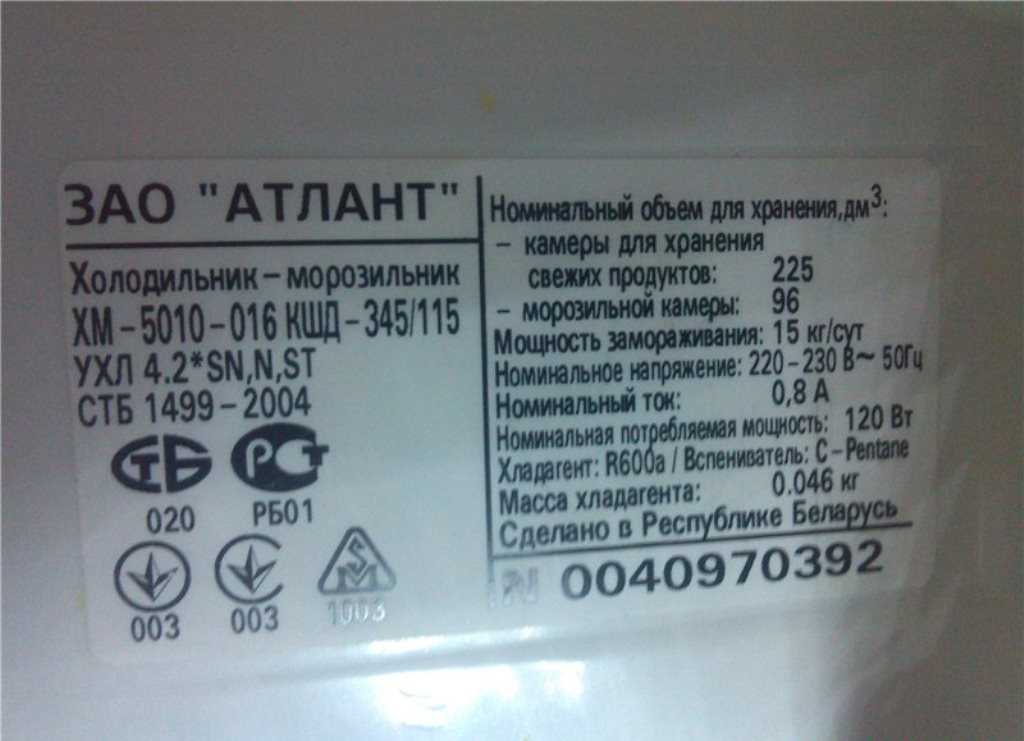 ЗАО "АТЛАНТ"
Холодильник – морозильник
ХМ – 5010 – 016 КШД – 345/115
УХЛ 4.2*SN,N,ST
СТБ 1499 – 2004
СТБ
РСТ
020
РБ01
003
003
1003
Номинальный объем для хранения,дм³:
– камеры для хранения
свежих продуктов: 225
– морозильной камеры: 96
Мощность замораживания: 15 кг/сут
Номинальное напряжение: 220 – 230 В~ 50Гц
Номинальный ток: 0,8 А
Номинальная потребляемая мощность: 120 Вт
Хладагент: R600a / Вспениватель: C – Pentane
Масса хладагента: 0.046 кг
Сделано в Республике Беларусь
N 0040970392